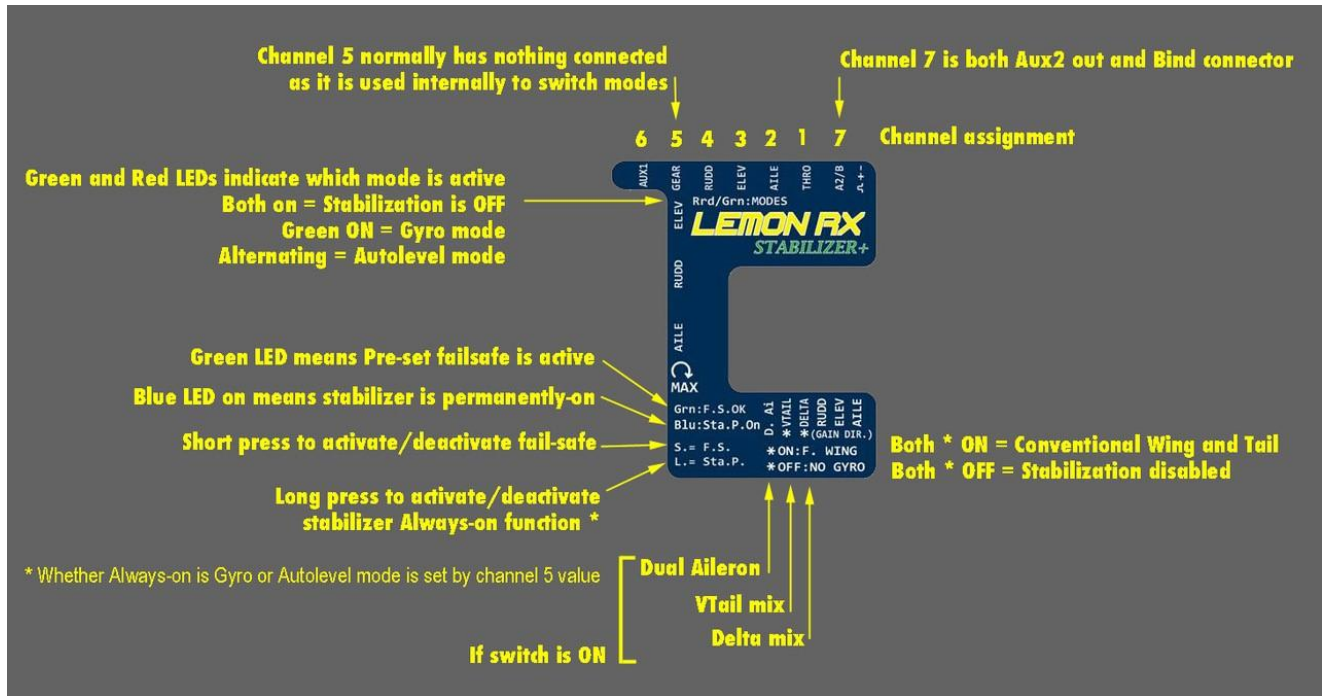 Channel 5 normally has nothing connected
as it is used internally to switch modes
Channel 7 is both Aux2 out and Bind connector
6 5 4 3 2 1 7 Channel assignment
AUX1 GEAR RUDD ELEV AILE THRO A2/B
⎍+-
Green and Red LEDs indicate which mode is active
Both on = Stabilization is OFF
Green ON = Gyro mode
Alternating = Autolevel mode
Rrd/Grn:MODES
LEMON RX
STABILIZER+
ELEV
RUDD
AILE
MAX
Green LED means Pre-set failsafe is active
Blue LED on means stabilizer is permanently-on
Short press to activate/deactivate fail-safe
Long press to activate/deactivate
stabilizer Always-on function *
Grn:F.S.OK
Blu:Sta.P.On
S.= F.S.
L.= Sta.P.
D. Ai *VTAIL *DELTA RUDD ELEV AILE
(GAIN DIR.)
*ON:F. WING
*OFF:NO GYRO
Both * ON = Conventional Wing and Tail
Both * OFF = Stabilization disabled
* Whether Always-on is Gyro or Autolevel mode is set by channel 5 value
If switch is ON
Dual Aileron
VTail mix
Delta mix